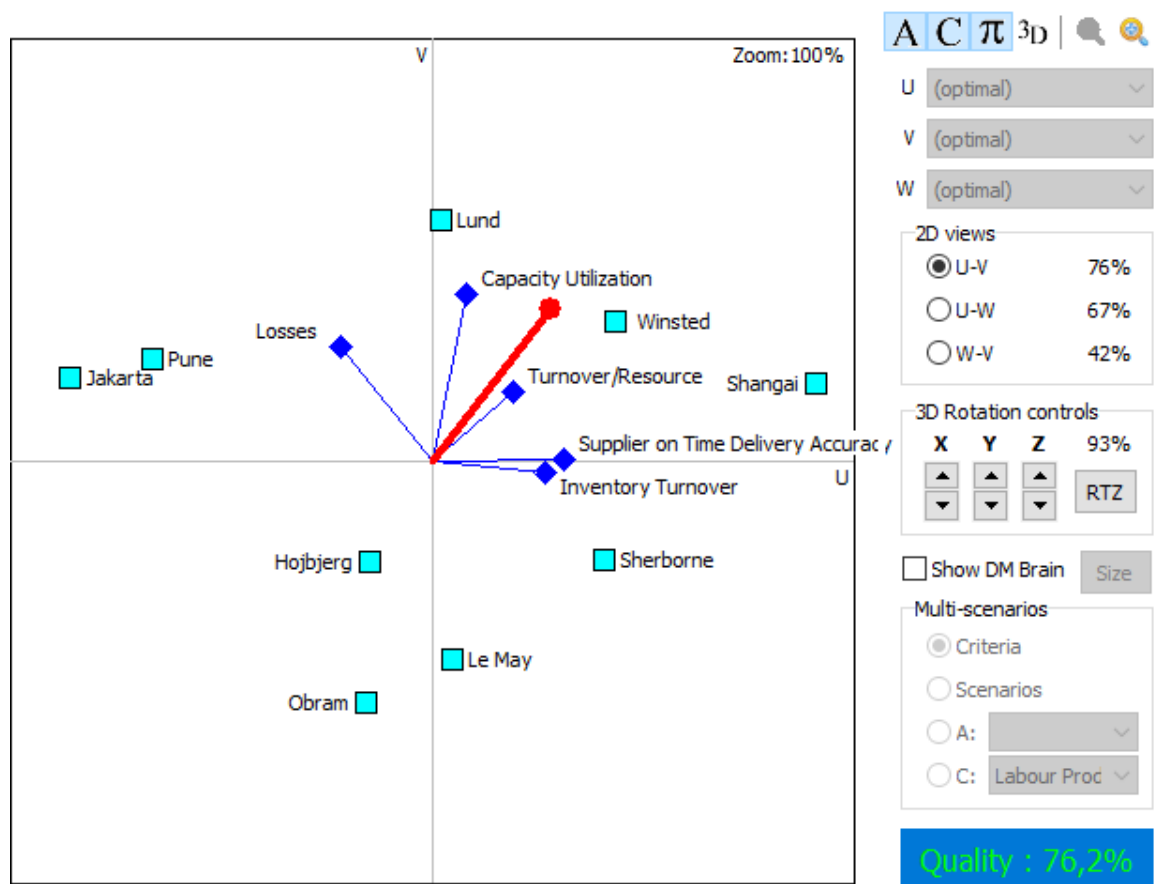 A C π 3D
V
Zoom: 100%
U (optimal)
V (optimal)
W (optimal)
Lund
2D views
U-V 76%
U-W 67%
W-V 42%
Capacity Utilization
Losses
Winsted
Pune
Jakarta
Turnover/Resource
Shangai
3D Rotation controls
X Y Z 93%
RTZ
Supplier on Time Delivery Accuracy
U
Inventory Turnover
Hojbjerg
Sherborne
Show DM Brain Size
Multi-scenarios
Criteria
Scenarios
A:
C: Labour Prod
Le May
Obram
Quality : 76,2%